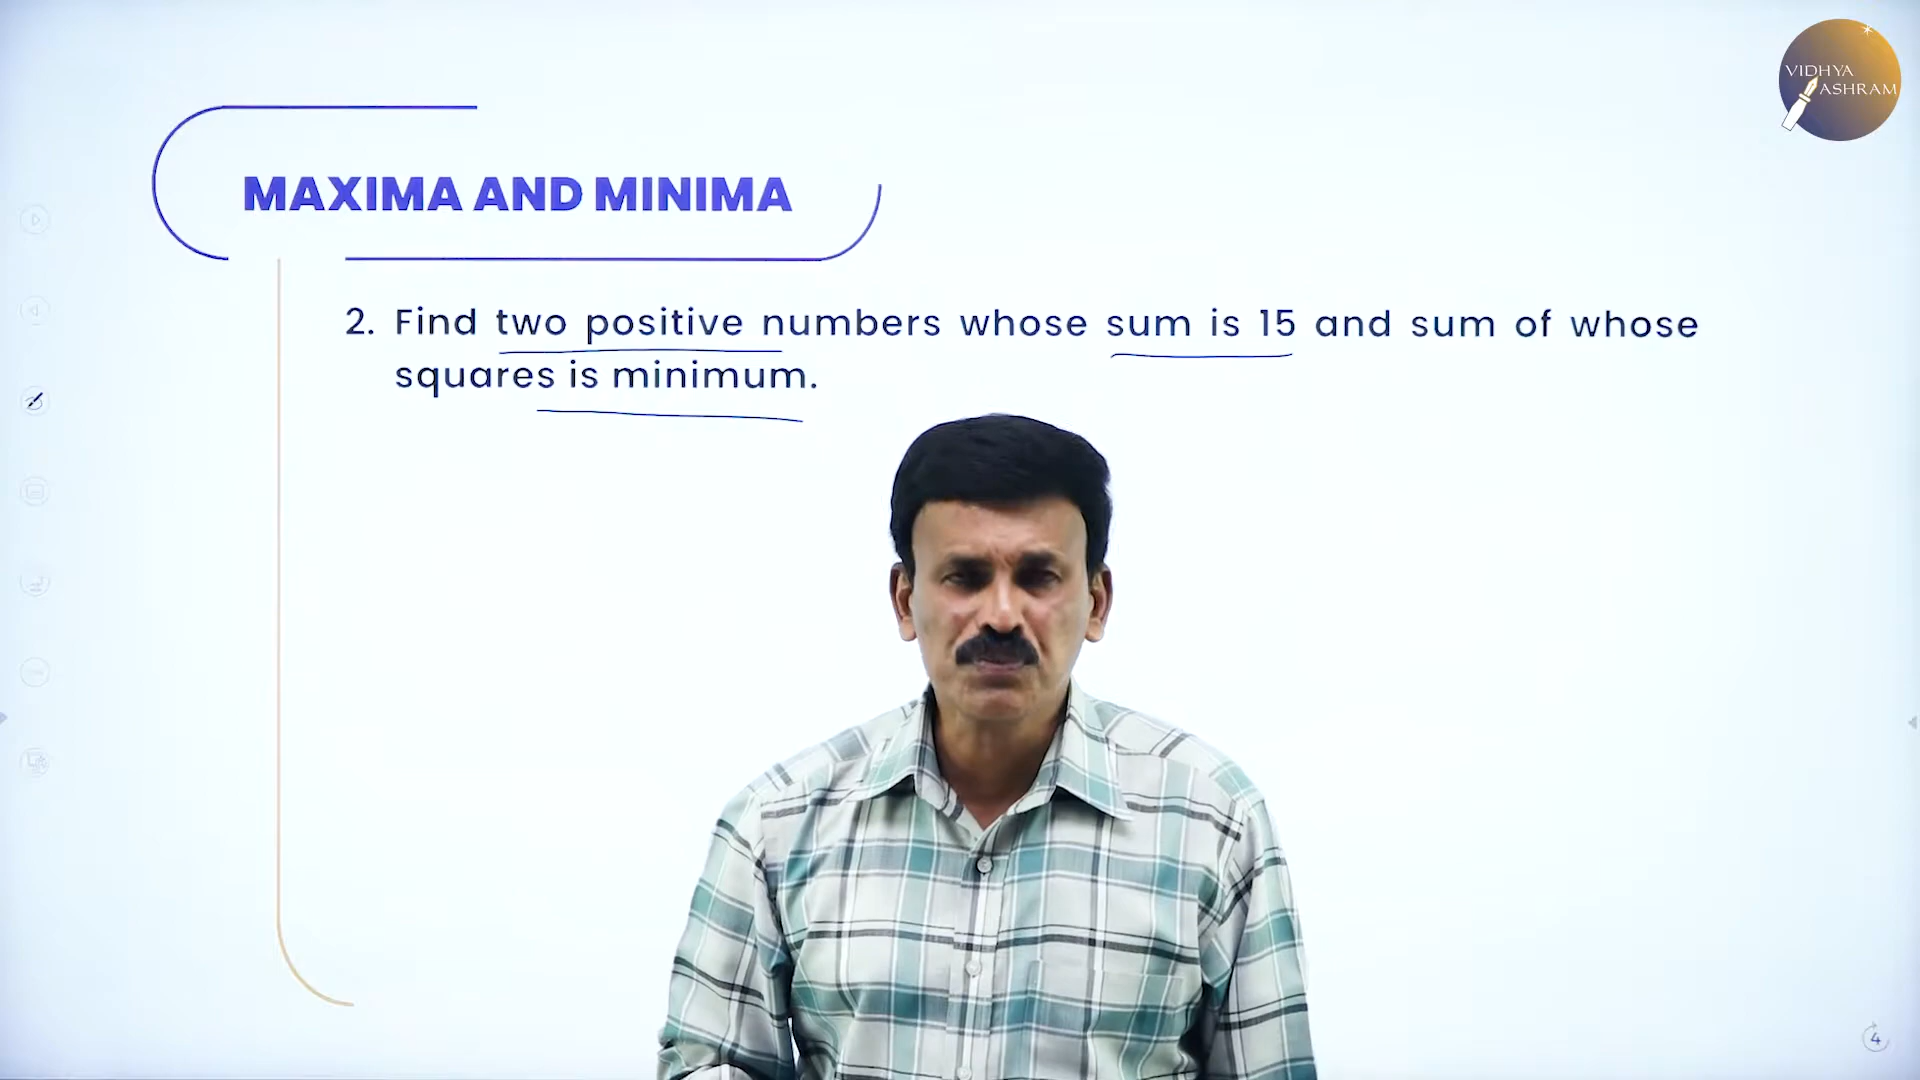 VIDHYA
ASHRAM
MAXIMA AND MINIMA
2. Find two positive numbers whose sum is 15 and sum of whose
squares is minimum.
4